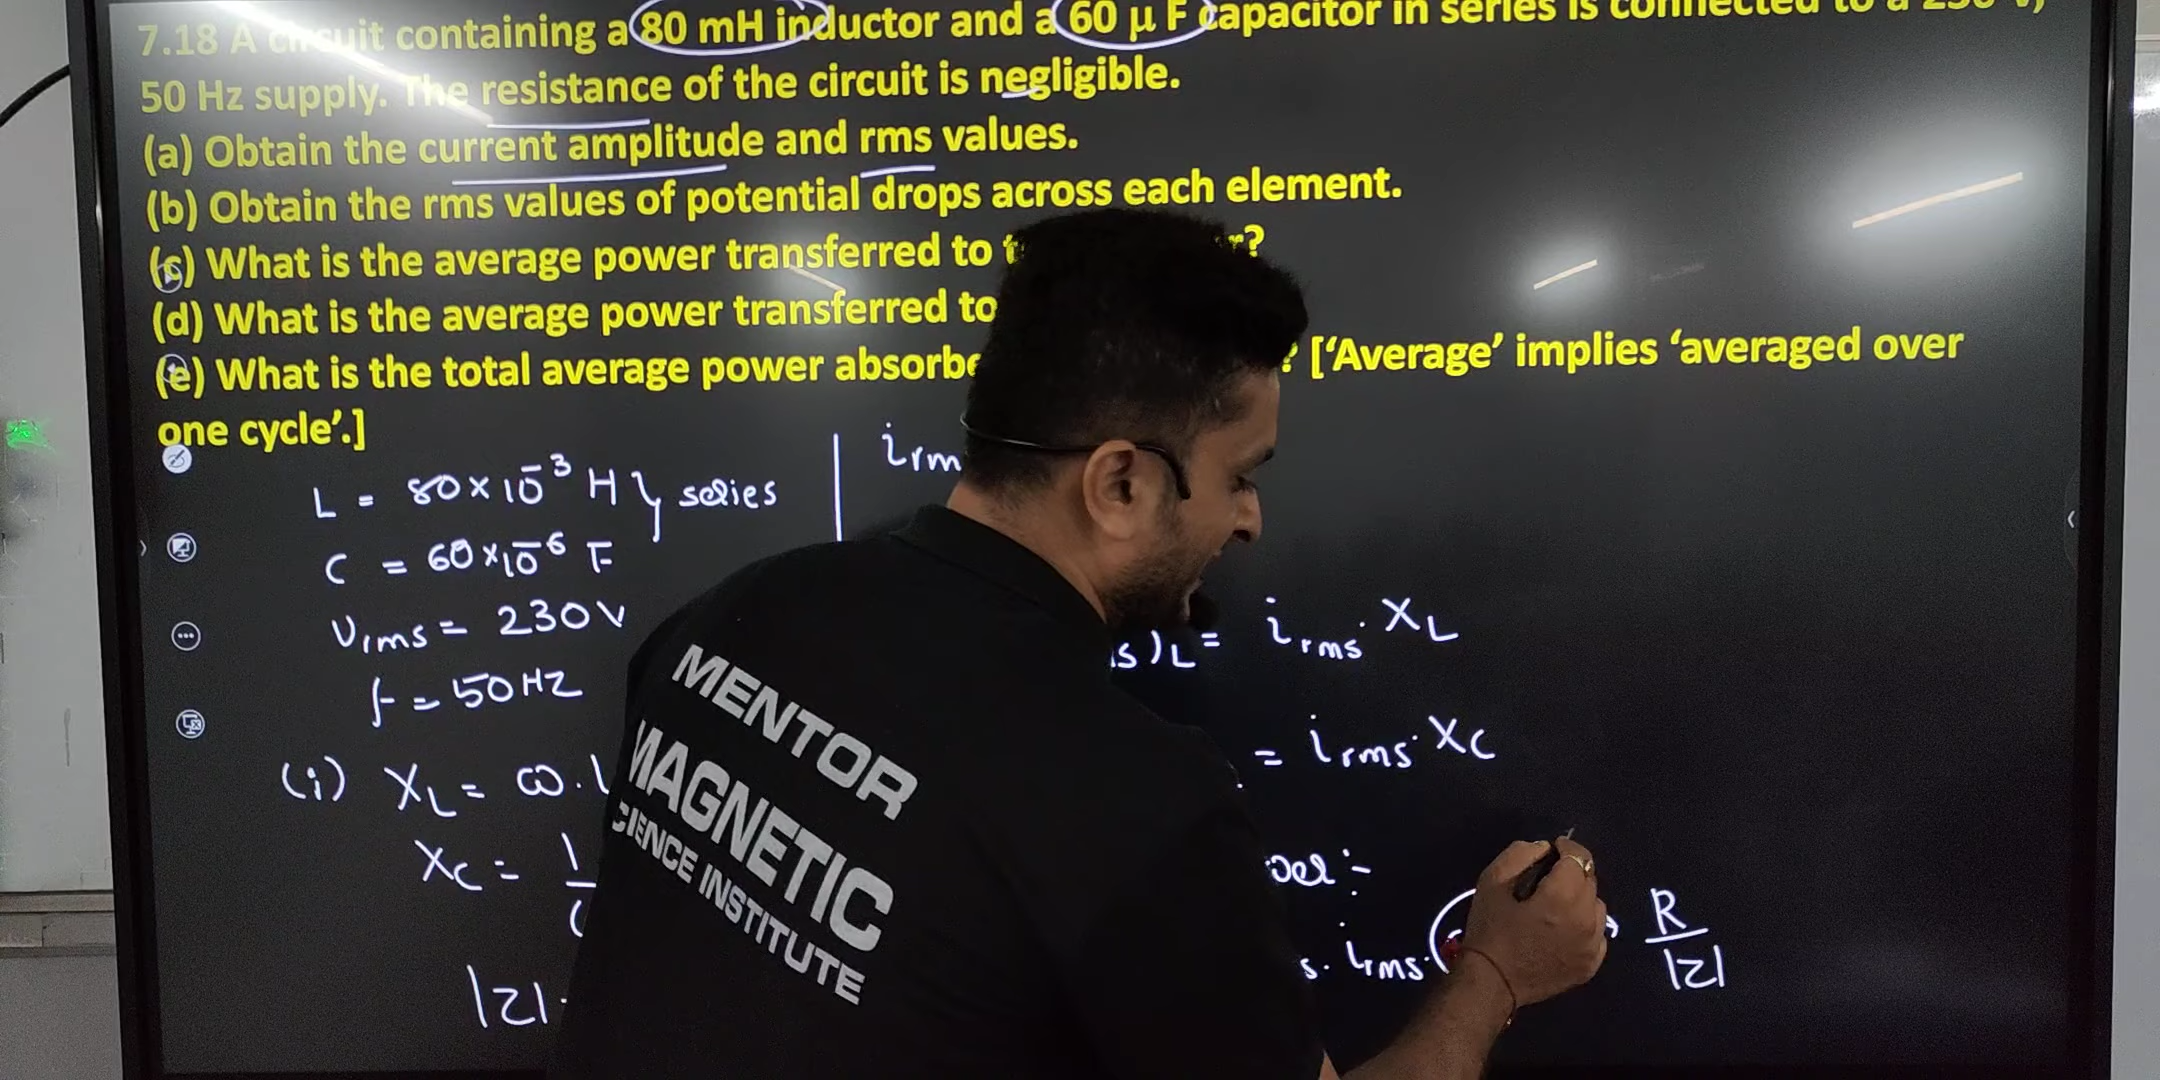 7.18 A circuit containing a 80 mH inductor and a 60 μ F capacitor in series is connected to a 230 V,
50 Hz supply. The resistance of the circuit is negligible.
(a) Obtain the current amplitude and rms values.
(b) Obtain the rms values of potential drops across each element.
(c) What is the average power transferred to
(d) What is the average power transferred to
(e) What is the total average power ? ['Average' implies 'averaged over
one cycle'.]
L = 80×10⁻³ H } series
C = 60×10⁻⁶ F
Vrms = 230V
f = 50HZ
(i) XL = ω.L
XC = 1
|Z|
)L = irms. XL
= irms. XC
irms. R/|Z|
MENTOR
MAGNETIC
INSTITUTE